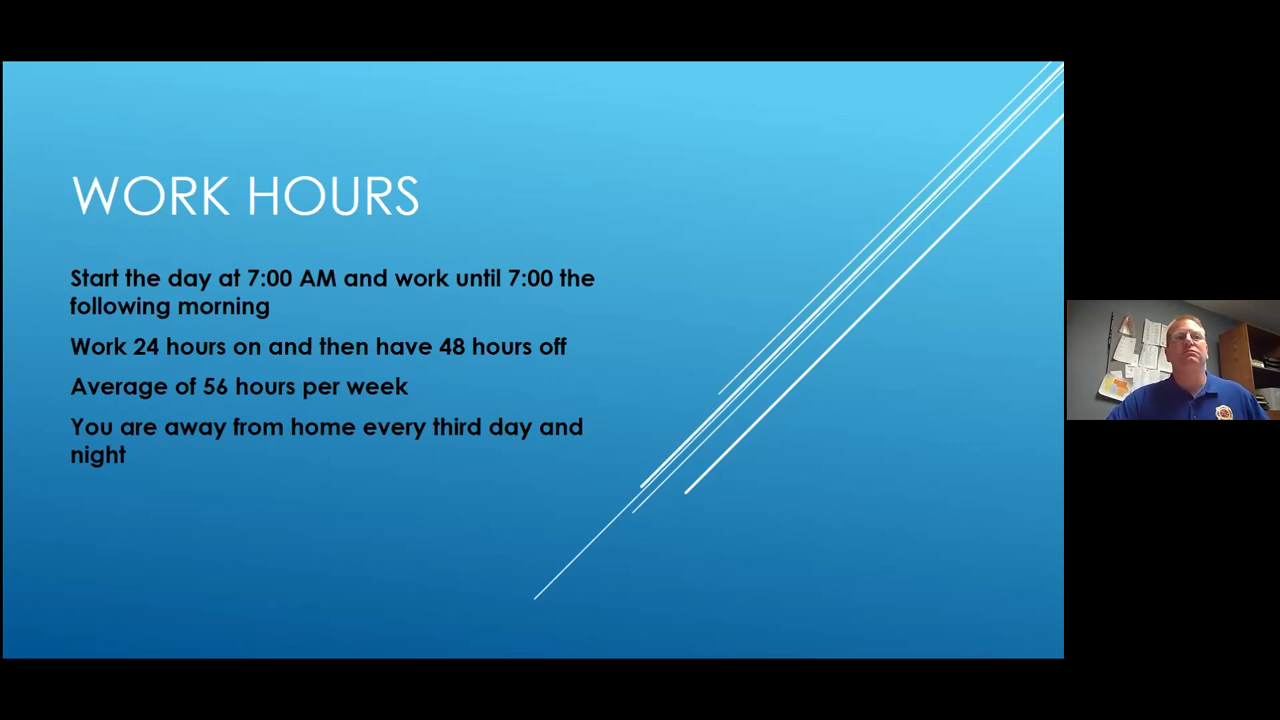 WORK HOURS
Start the day at 7:00 AM and work until 7:00 the
following morning
Work 24 hours on and then have 48 hours off
Average of 56 hours per week
You are away from home every third day and
night